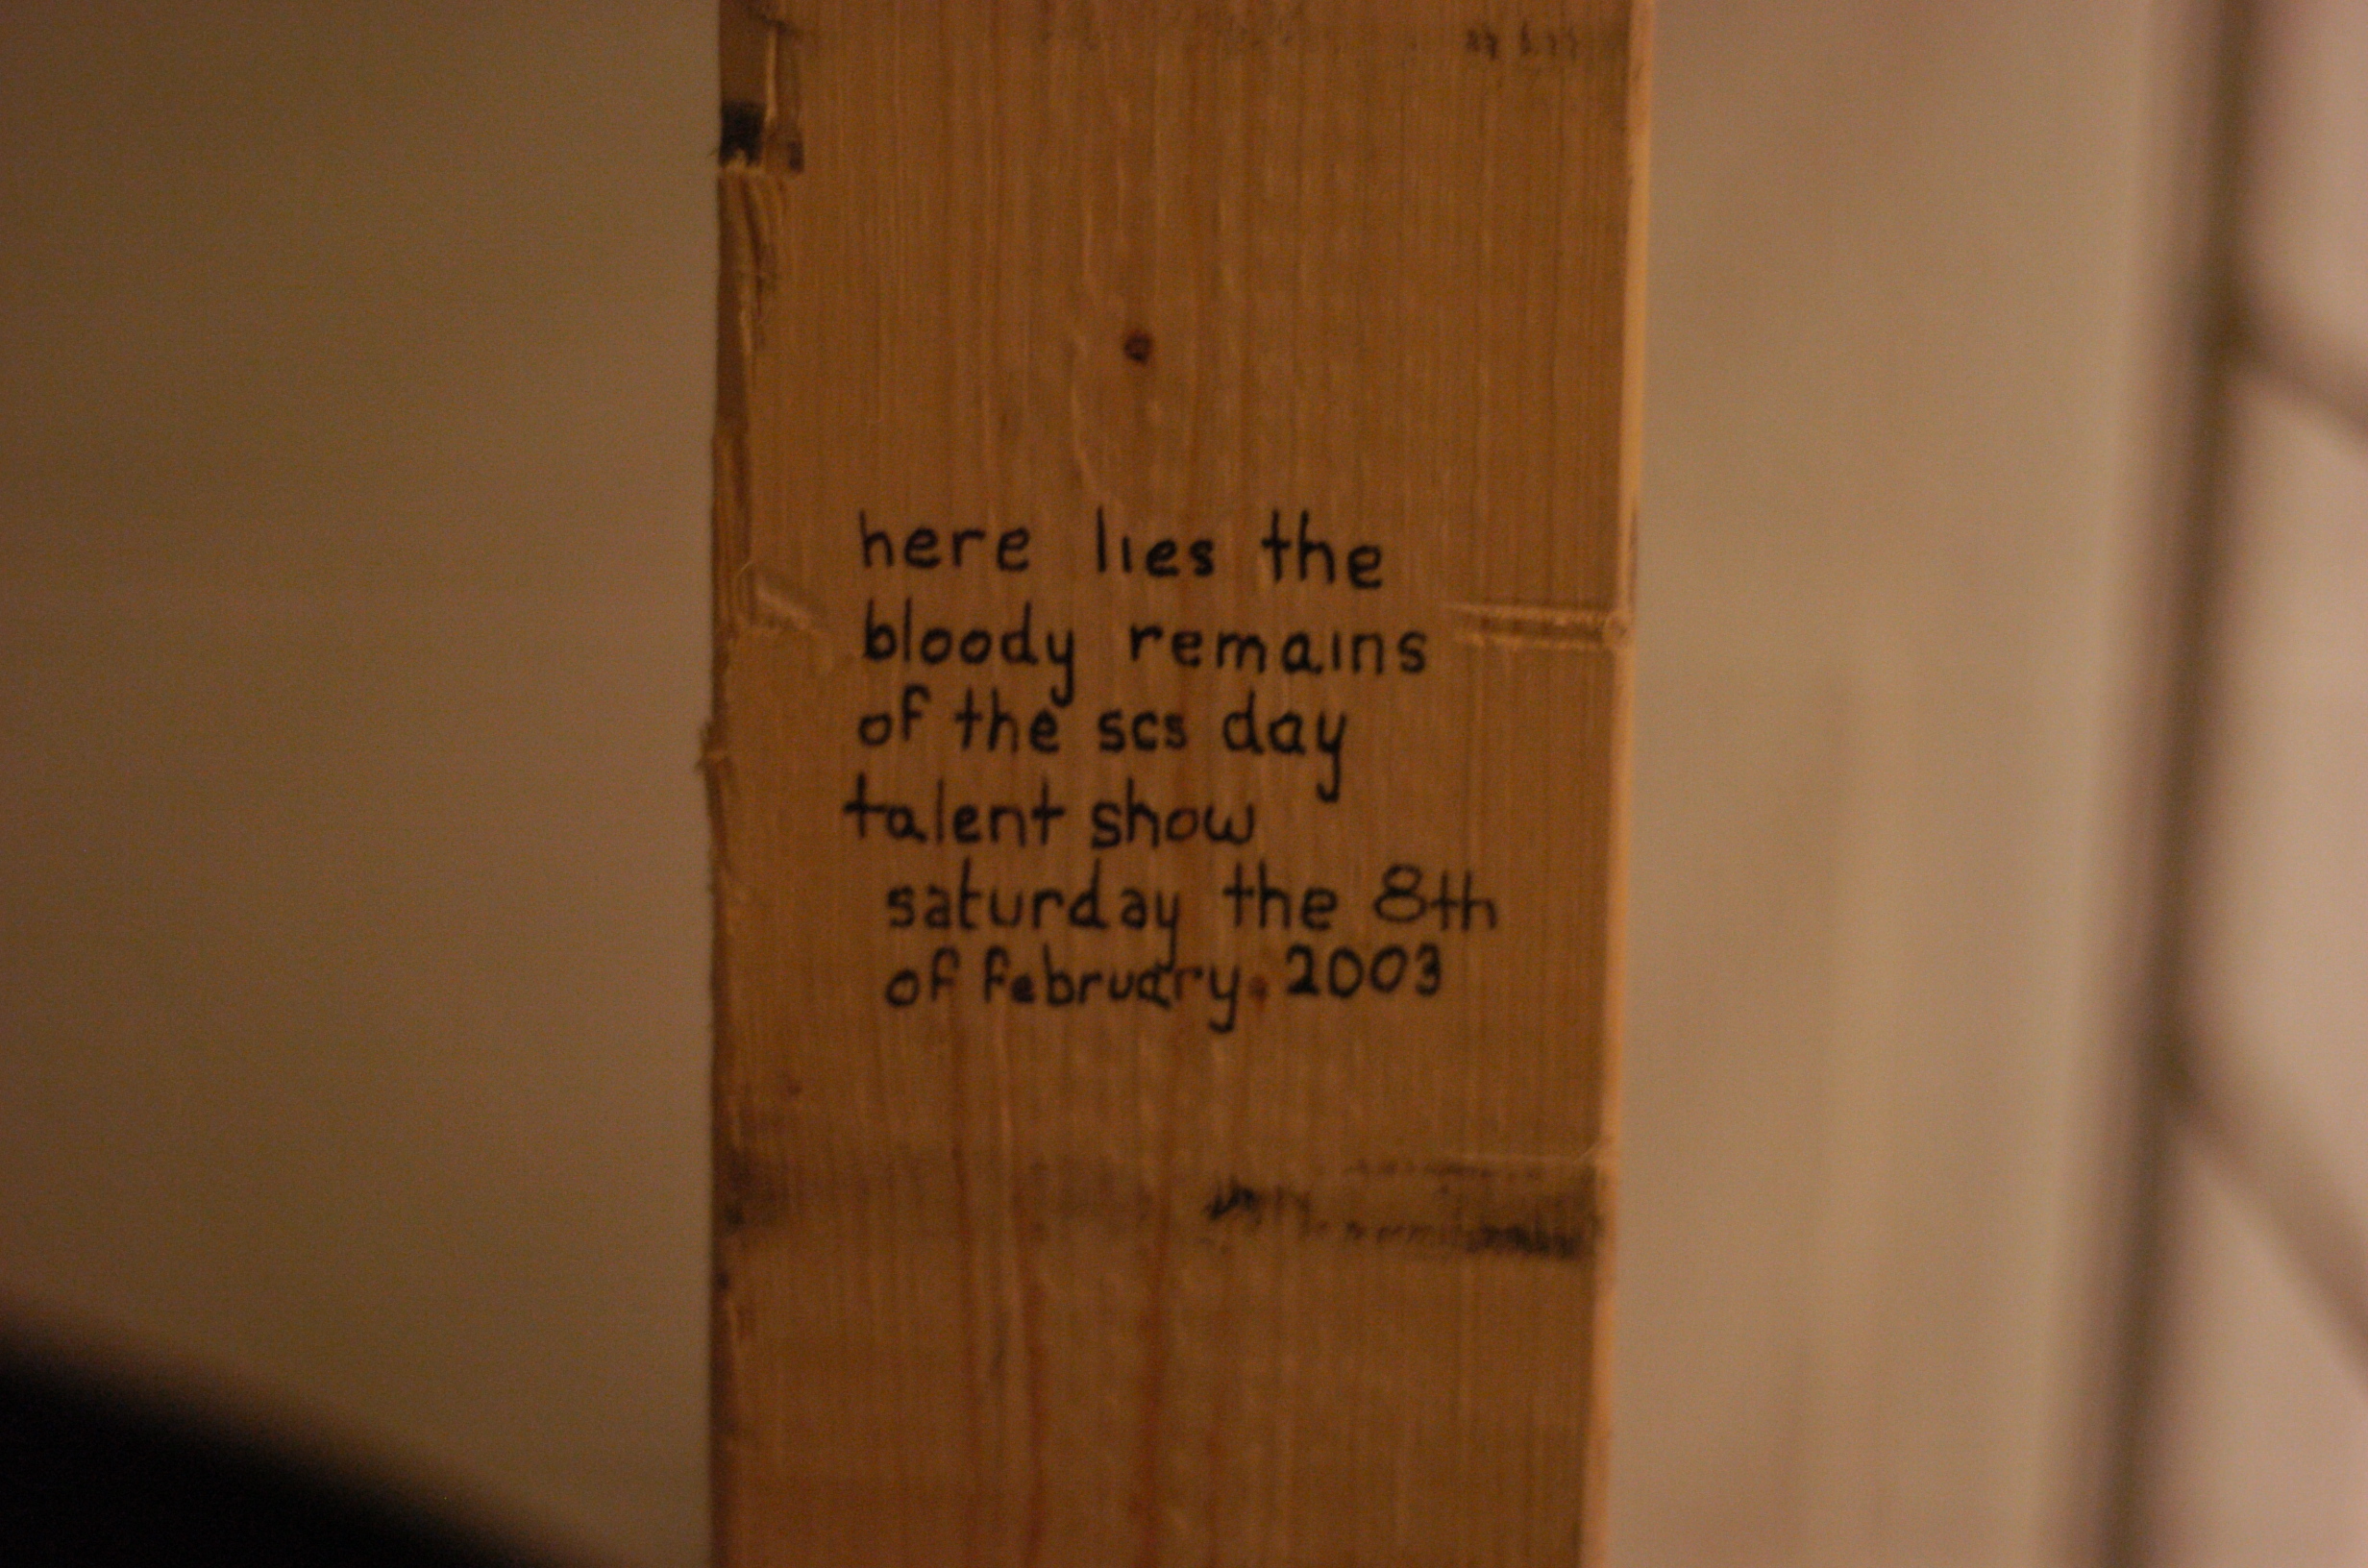 here lies the
bloody remains
of the scs day
talent show
saturday the 8th
of february. 2003